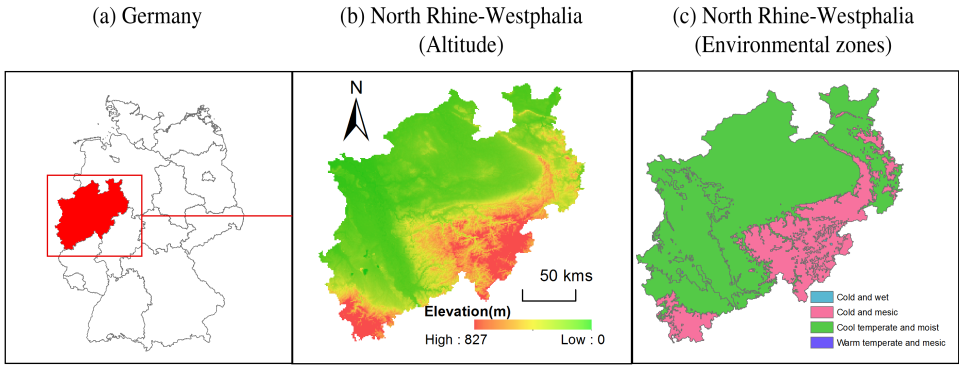 (a) Germany
(b) North Rhine-Westphalia
(Altitude)
(c) North Rhine-Westphalia
(Environmental zones)
N
50 kms
Elevation(m)
High : 827
Low : 0
Cold and wet
Cold and mesic
Cool temperate and moist
Warm temperate and mesic